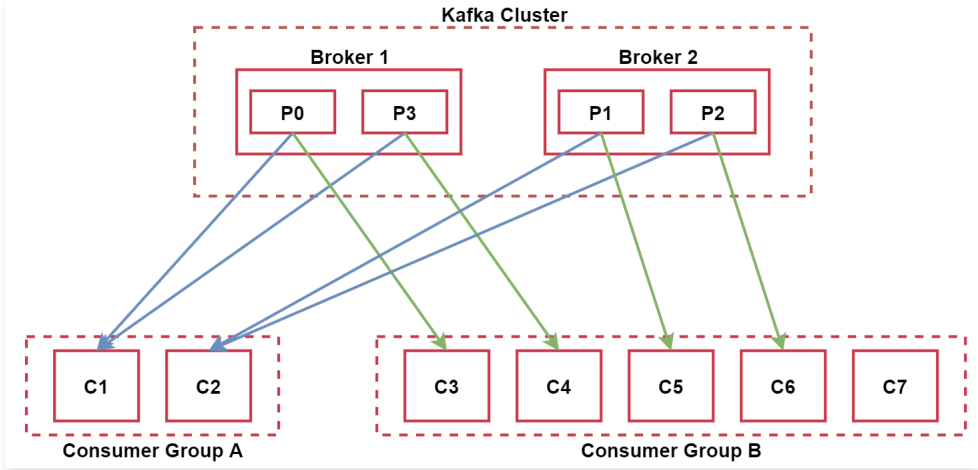 Kafka Cluster
Broker 1
Broker 2
P0
P3
P1
P2
C1
C2
C3
C4
C5
C6
C7
Consumer Group A
Consumer Group B